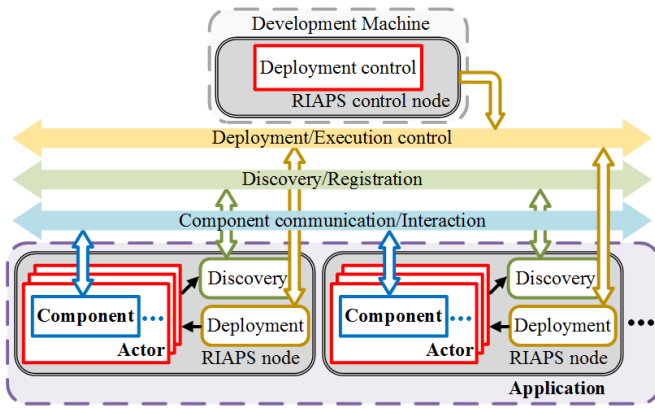 Development Machine
Deployment control
RIAPS control node
Deployment/Execution control
Discovery/Registration
Component communication/Interaction
Discovery
Component ...
Deployment
Actor
RIAPS node
Discovery
Component ...
Deployment
Actor
RIAPS node
...
Application